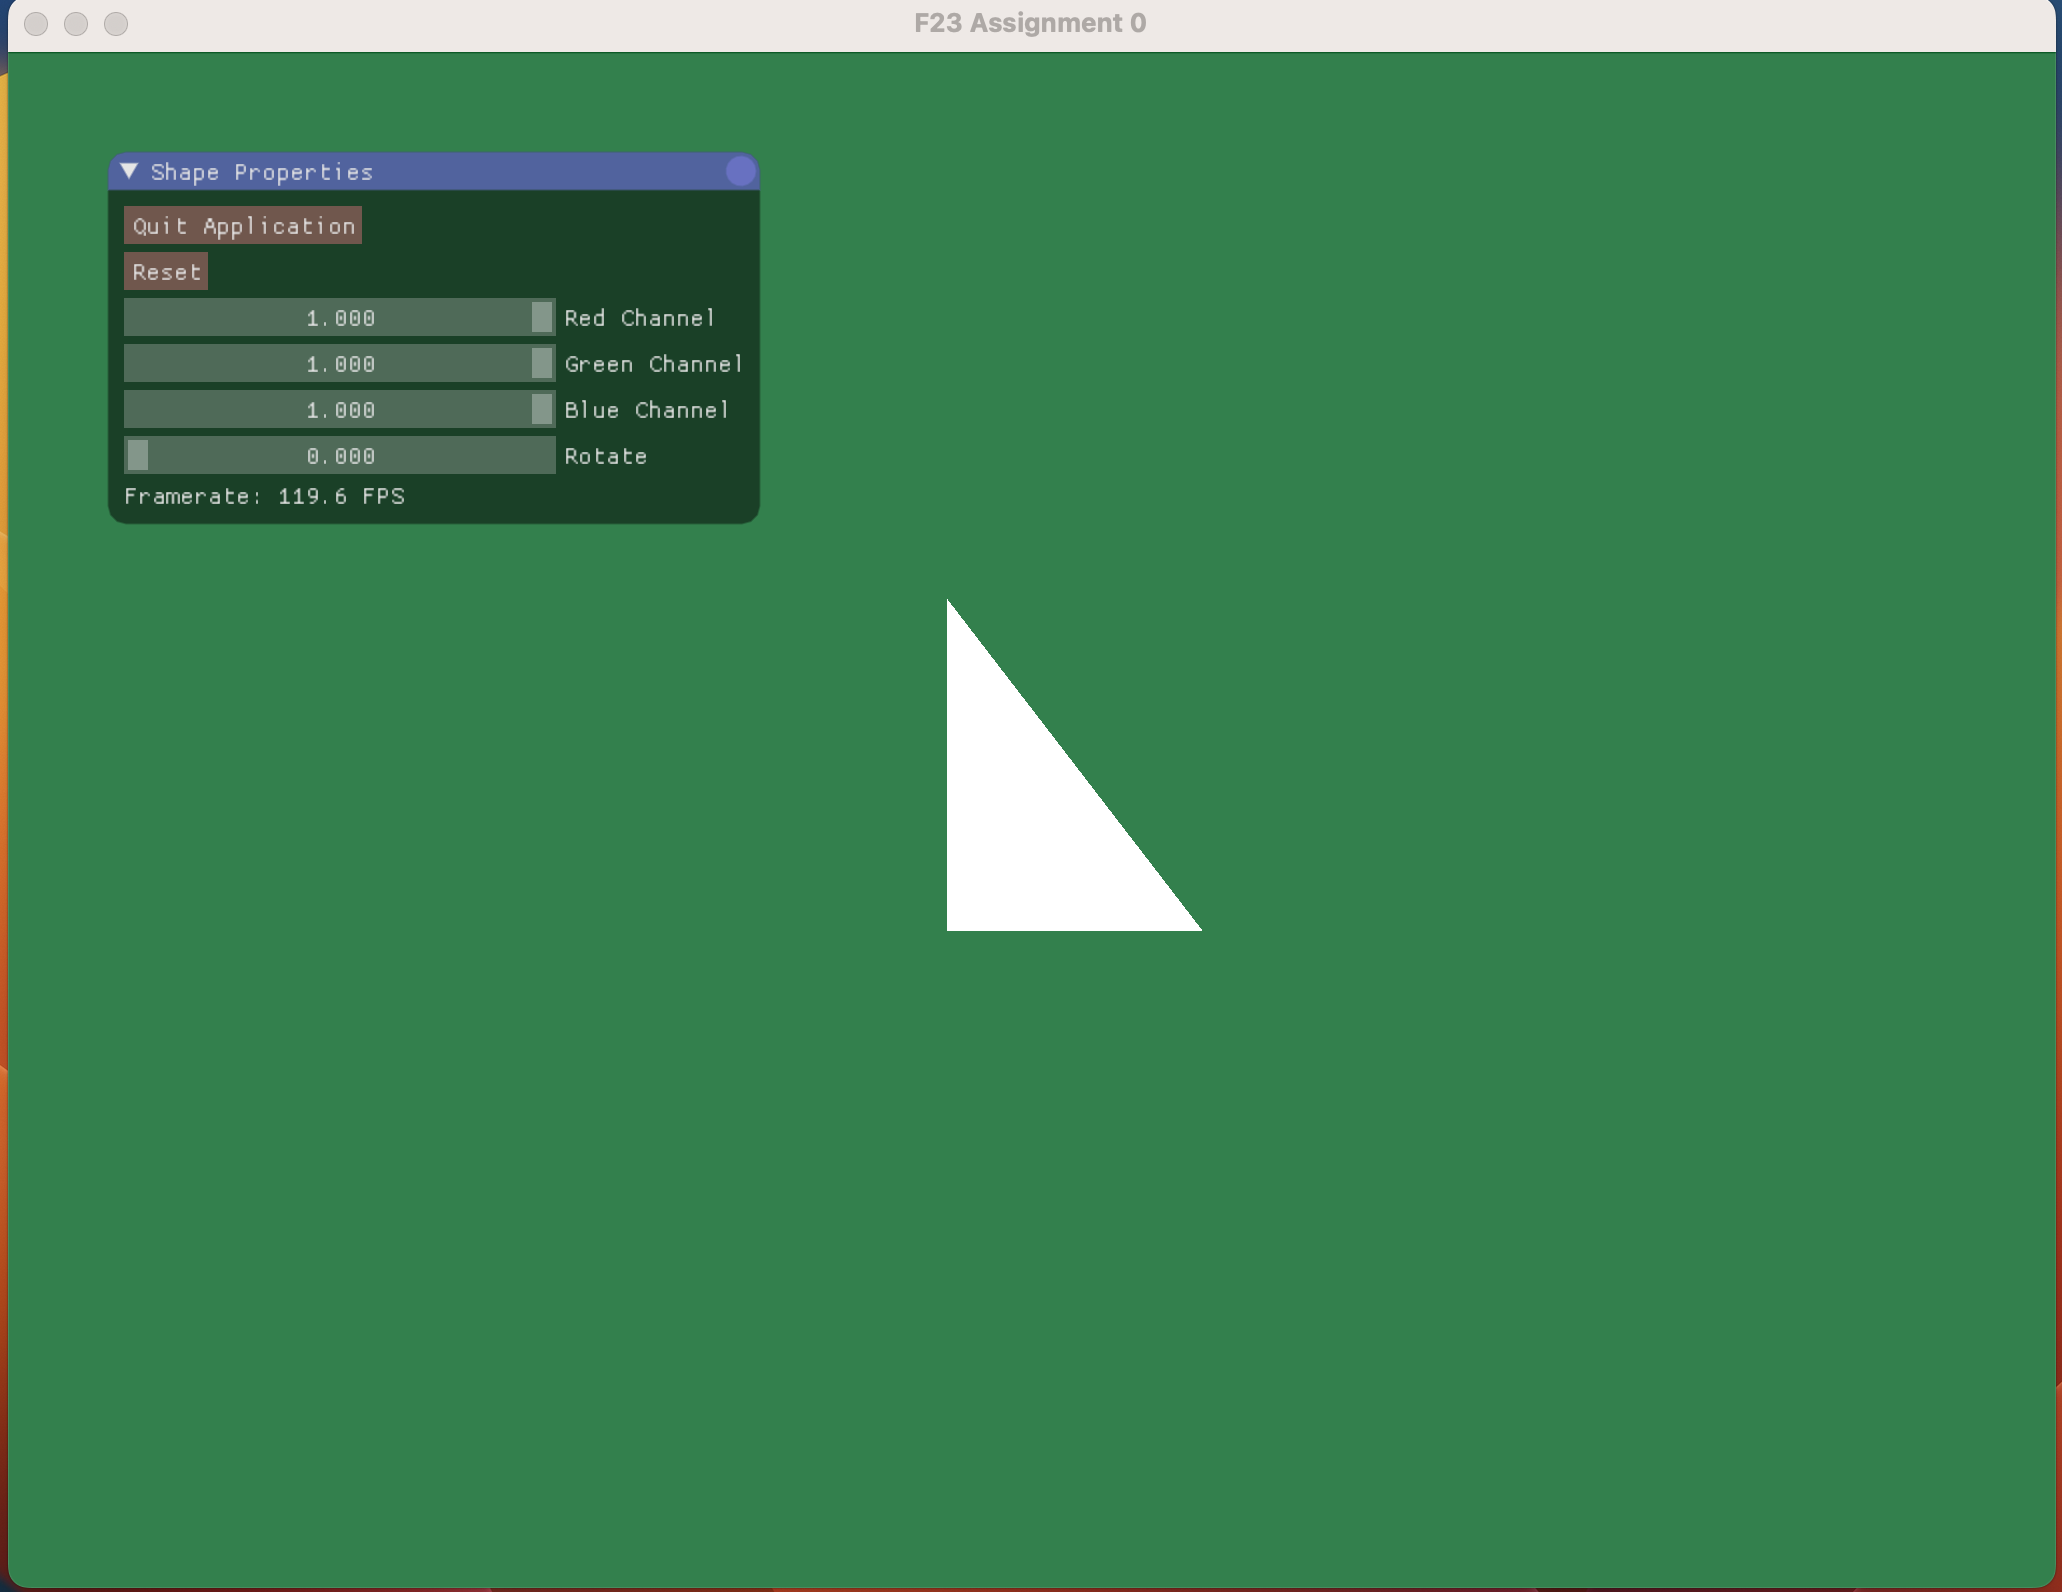 F23 Assignment 0
Shape Properties
Quit Application
Reset
1.000 Red Channel
1.000 Green Channel
1.000 Blue Channel
0.000 Rotate
Framerate: 119.6 FPS